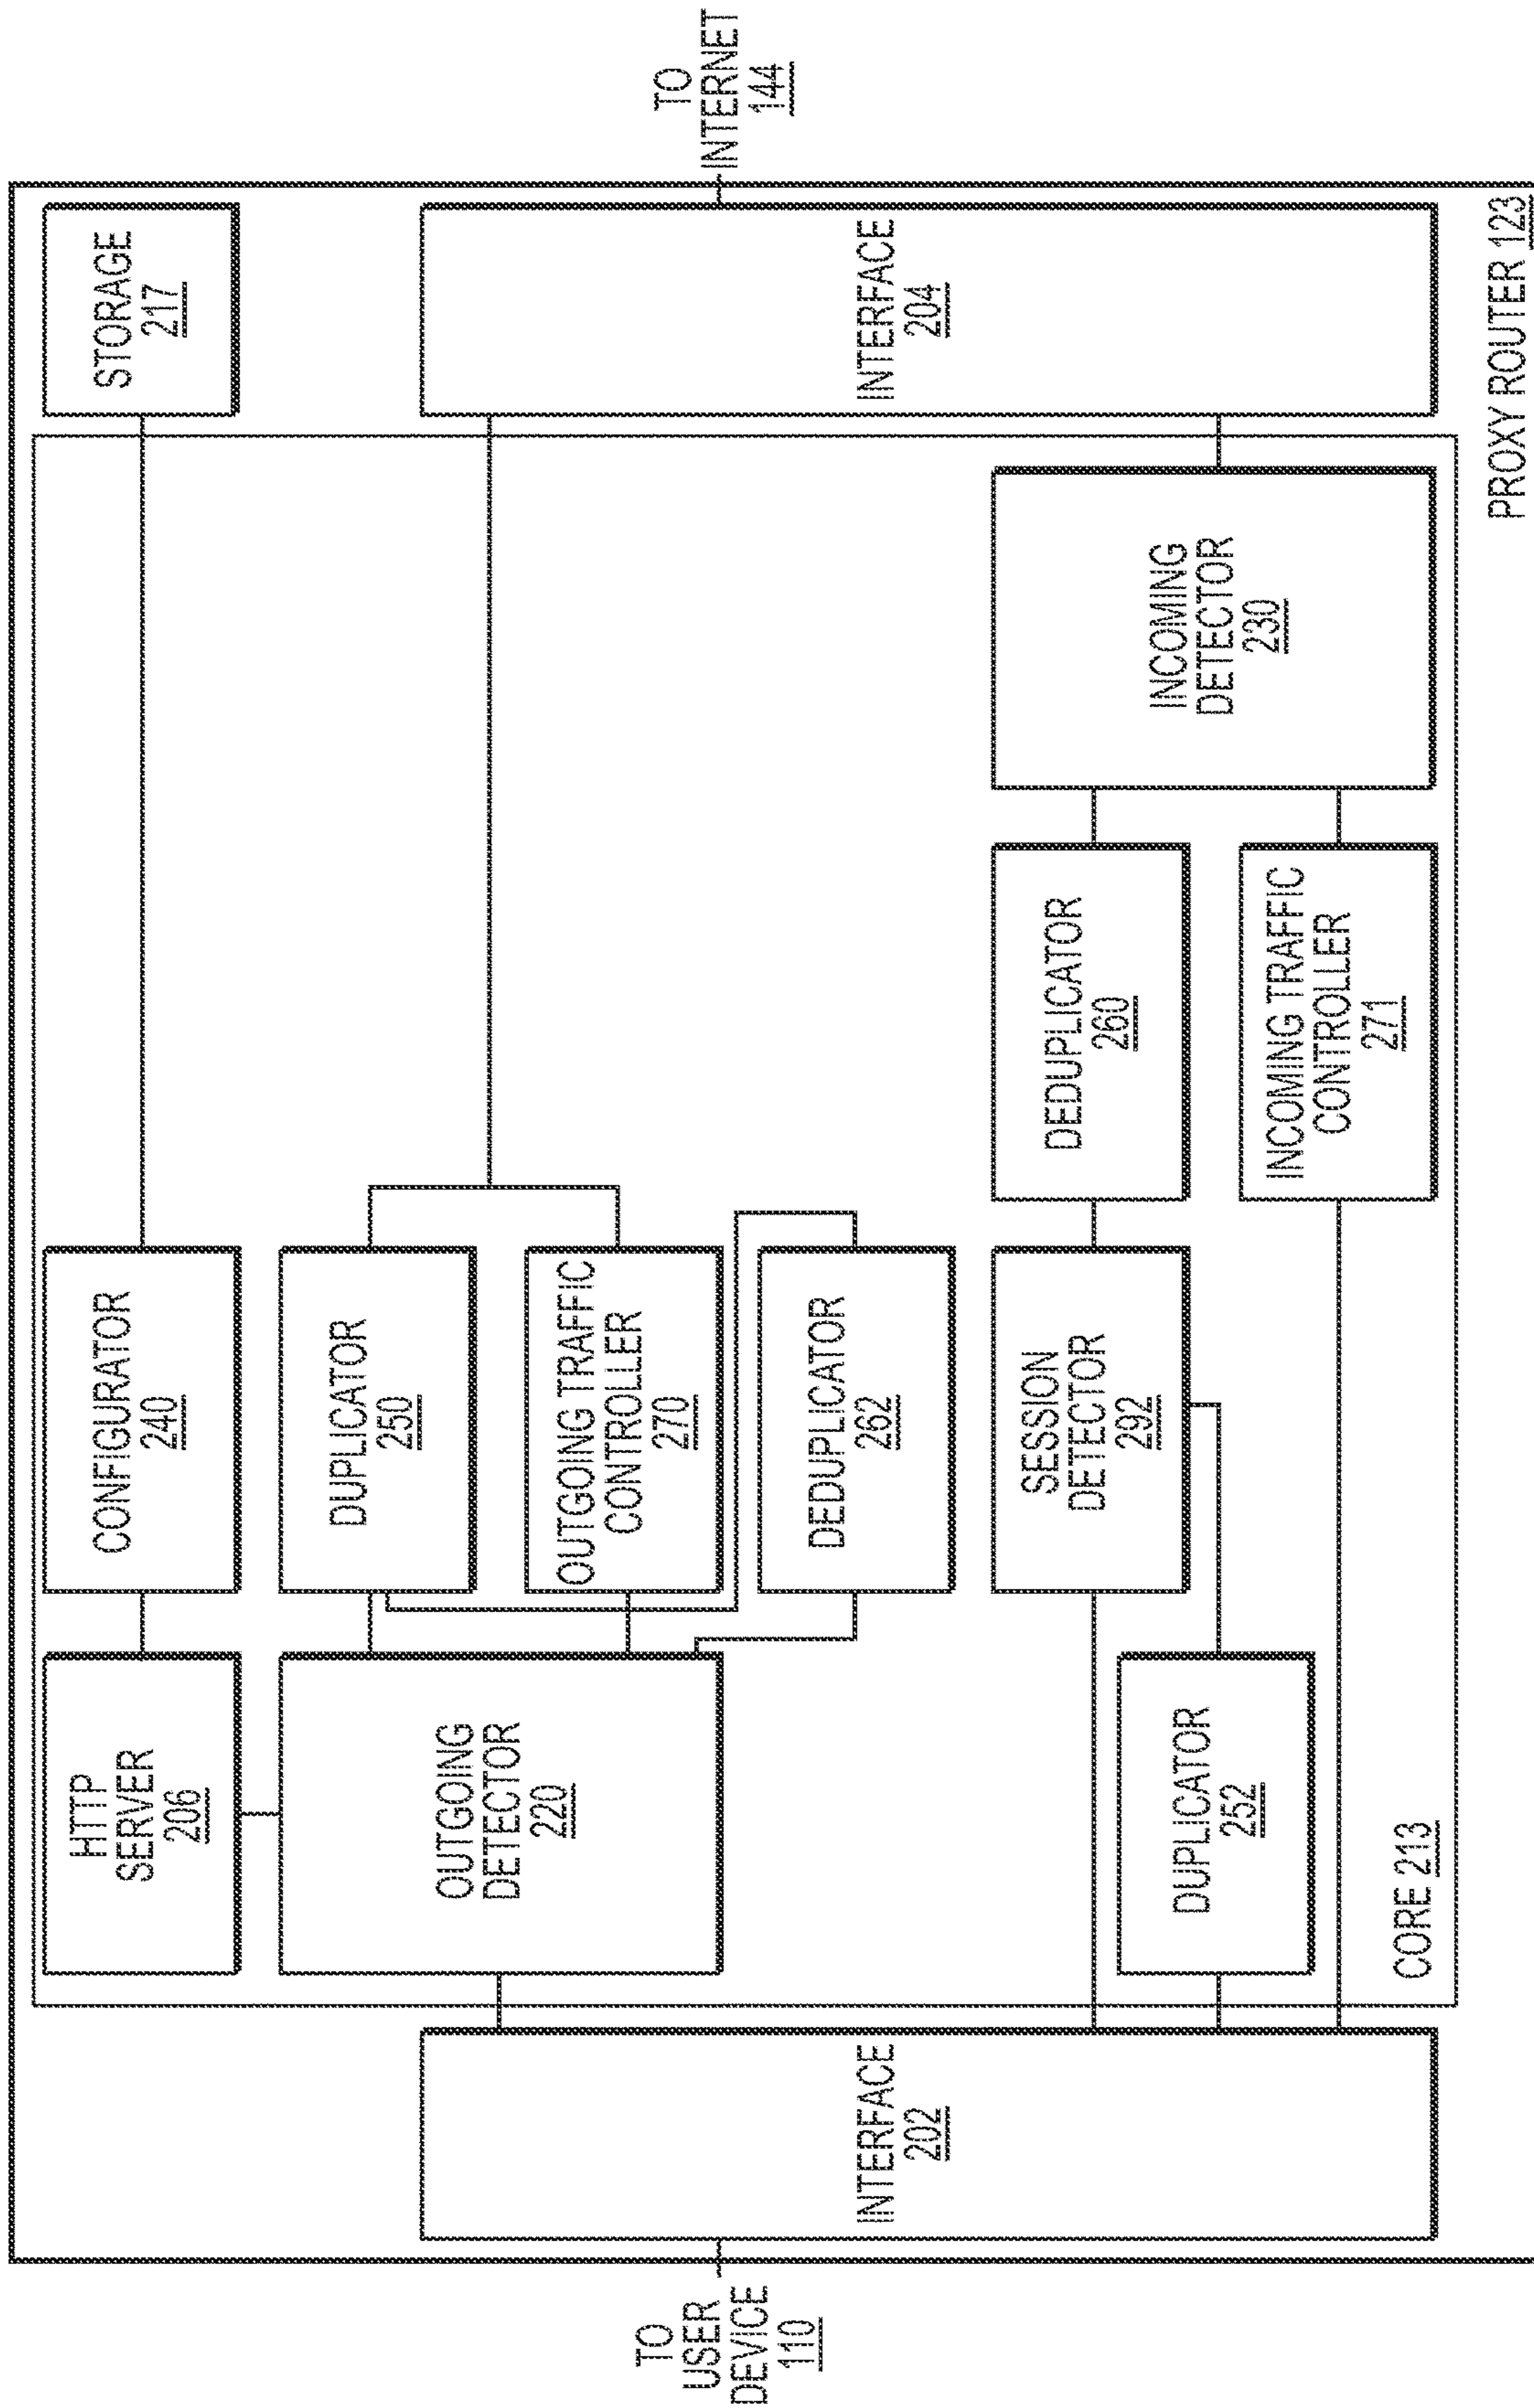 TO
USER
DEVICE
110
INTERFACE
202
HTTP
SERVER
206
CONFIGURATOR
240
STORAGE
217
OUTGOING
DETECTOR
220
DUPLICATOR
250
OUTGOING TRAFFIC
CONTROLLER
270
DEDUPLICATOR
262
SESSION
DETECTOR
292
DEDUPLICATOR
260
INCOMING
DETECTOR
230
DUPLICATOR
252
INCOMING TRAFFIC
CONTROLLER
271
INTERFACE
204
TO
INTERNET
144
CORE 213
PROXY ROUTER 123